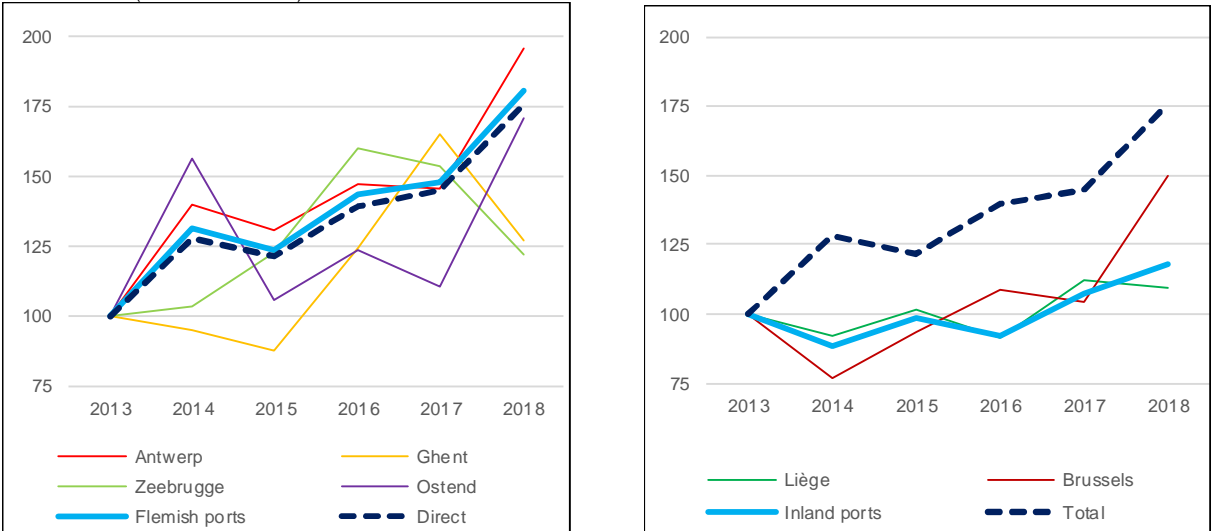 200
175
150
125
100
75
2013 2014 2015 2016 2017 2018
Antwerp Ghent
Zeebrugge Ostend
Flemish ports Direct
200
175
150
125
100
75
2013 2014 2015 2016 2017 2018
Liège Brussels
Inland ports Total